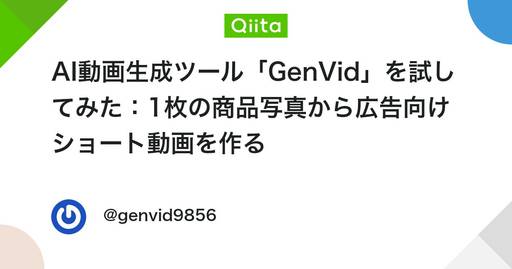 Qiita
AI動画生成ツール「GenVid」を試し
てみた：1枚の商品写真から広告向け
ショート動画を作る
@genvid9856